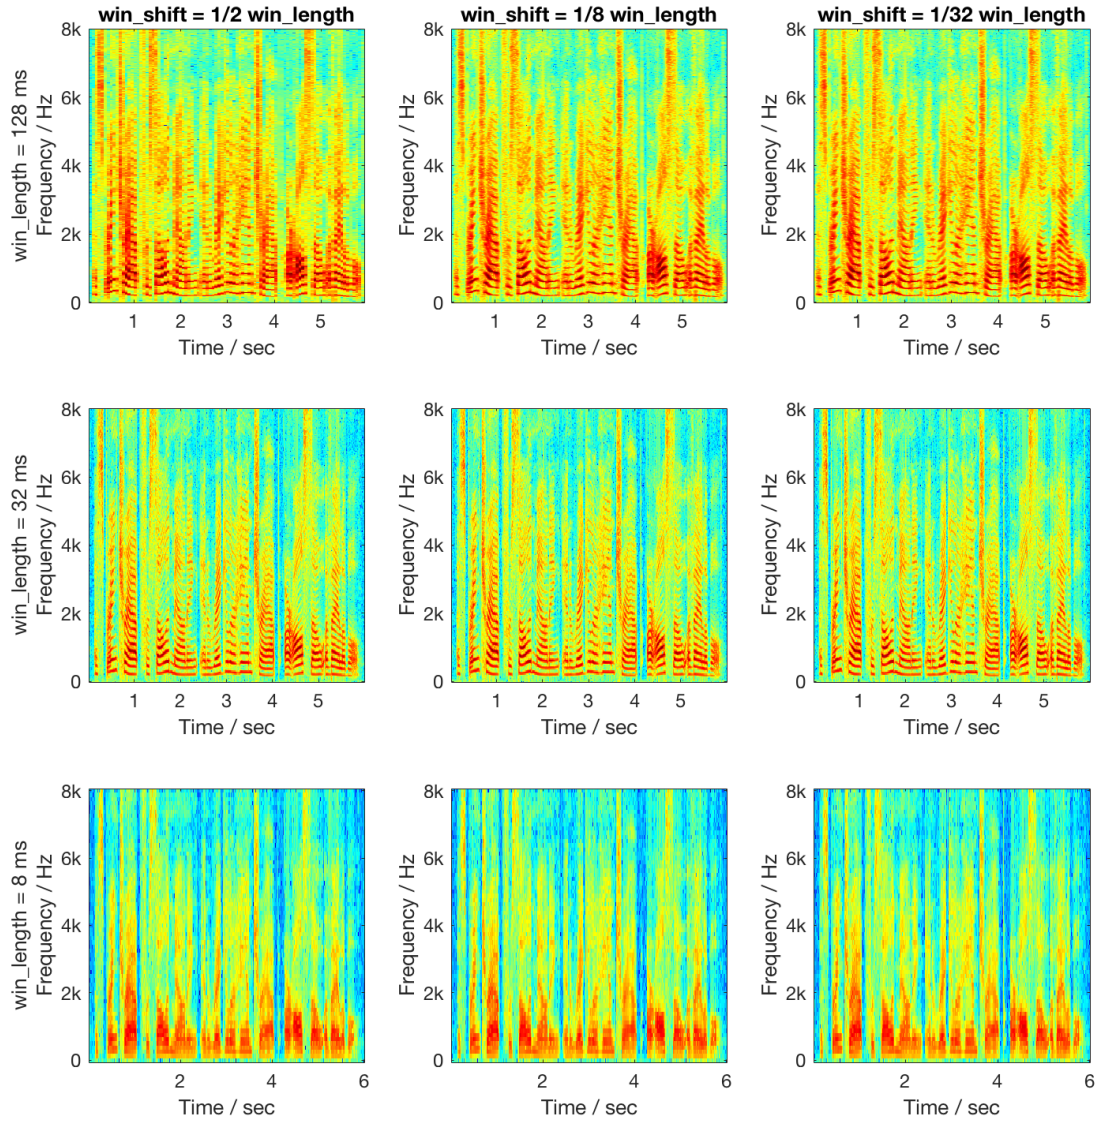 win_shift = 1/2 win_length
win_shift = 1/8 win_length
win_shift = 1/32 win_length
win_length = 128 ms
Frequency / Hz
8k
6k
4k
2k
0
1 2 3 4 5
Time / sec
Frequency / Hz
8k
6k
4k
2k
0
1 2 3 4 5
Time / sec
Frequency / Hz
8k
6k
4k
2k
0
1 2 3 4 5
Time / sec
win_length = 32 ms
Frequency / Hz
8k
6k
4k
2k
0
1 2 3 4 5
Time / sec
Frequency / Hz
8k
6k
4k
2k
0
1 2 3 4 5
Time / sec
Frequency / Hz
8k
6k
4k
2k
0
1 2 3 4 5
Time / sec
win_length = 8 ms
Frequency / Hz
8k
6k
4k
2k
0
2 4 6
Time / sec
Frequency / Hz
8k
6k
4k
2k
0
2 4 6
Time / sec
Frequency / Hz
8k
6k
4k
2k
0
2 4 6
Time / sec